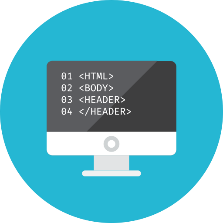 01 <HTML>
02 <BODY>
03 <HEADER>
04 </HEADER>